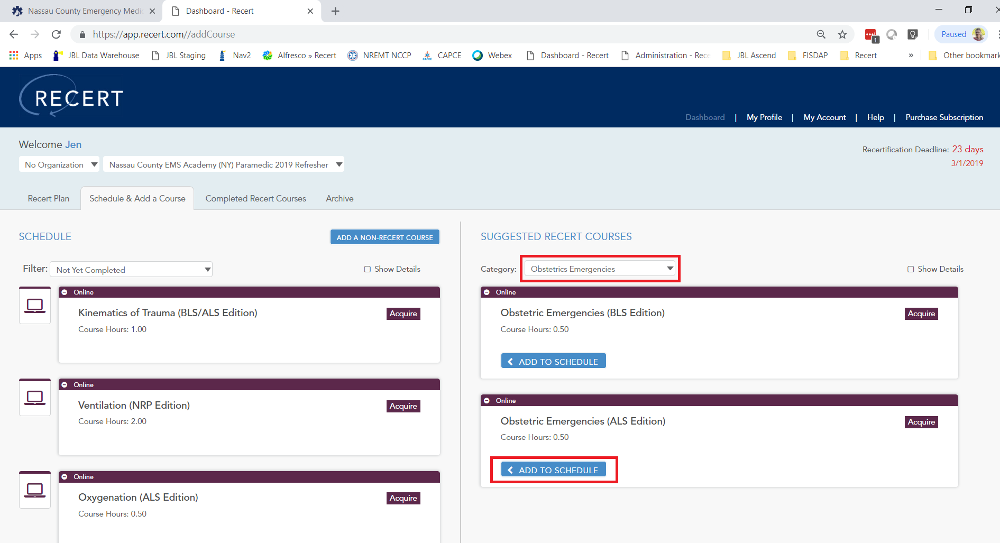 Nassau County Emergency Medic
Dashboard - Recert
https://app.recert.com//addCourse
1
Paused
Apps
JBL Data Warehouse
JBL Staging
Nav2
Alfresco » Recert
NREMT NCCP
CAPCE
CAPCE
Webex
Dashboard - Recert
Administration - Rece
JBL Ascend
FISDAP
Recert
»
Other bookmark
RECERT
Dashboard | My Profile | My Account | Help | Purchase Subscription
Welcome Jen
Recertification Deadline: 23 days
3/1/2019
No Organization
Nassau County EMS Academy (NY) Paramedic 2019 Refresher
Recert Plan
Schedule & Add a Course
Completed Recert Courses
Archive
SCHEDULE
ADD A NON-RECERT COURSE
Filter: Not Yet Completed
Show Details
Online
Kinematics of Trauma (BLS/ALS Edition)
Acquire
Course Hours: 1.00
Online
Ventilation (NRP Edition)
Acquire
Course Hours: 2.00
Online
Oxygenation (ALS Edition)
Acquire
Course Hours: 0.50
SUGGESTED RECERT COURSES
Category: Obstetrics Emergencies
Show Details
Online
Obstetric Emergencies (BLS Edition)
Acquire
Course Hours: 0.50
ADD TO SCHEDULE
Online
Obstetric Emergencies (ALS Edition)
Acquire
Course Hours: 0.50
ADD TO SCHEDULE